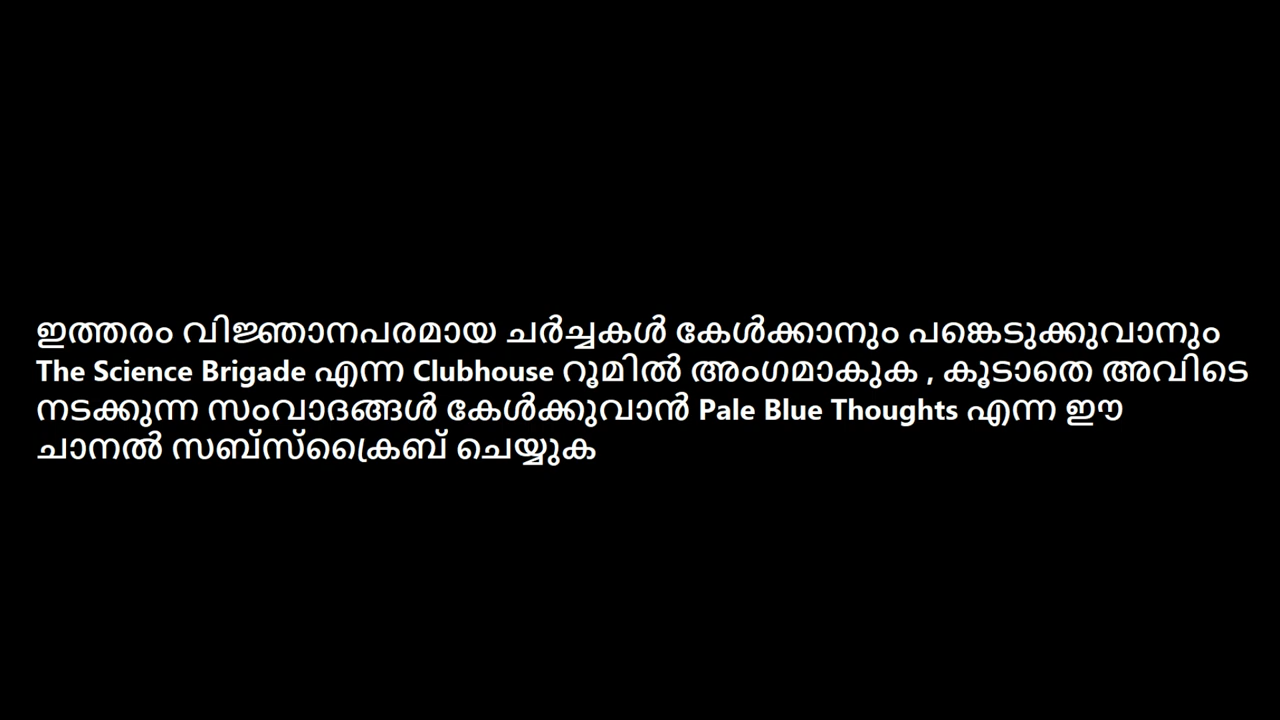 ഇത്തരം വിജ്ഞാനപരമായ ചർച്ചകൾ കേൾക്കാനും പങ്കെടുക്കുവാനും
The Science Brigade എന്ന Clubhouse റൂമിൽ അംഗമാകുക , കൂടാതെ അവിടെ
നടക്കുന്ന സംവാദങ്ങൾ കേൾക്കുവാൻ Pale Blue Thoughts എന്ന ഈ
ചാനൽ സബ്സ്ക്രൈബ് ചെയ്യുക